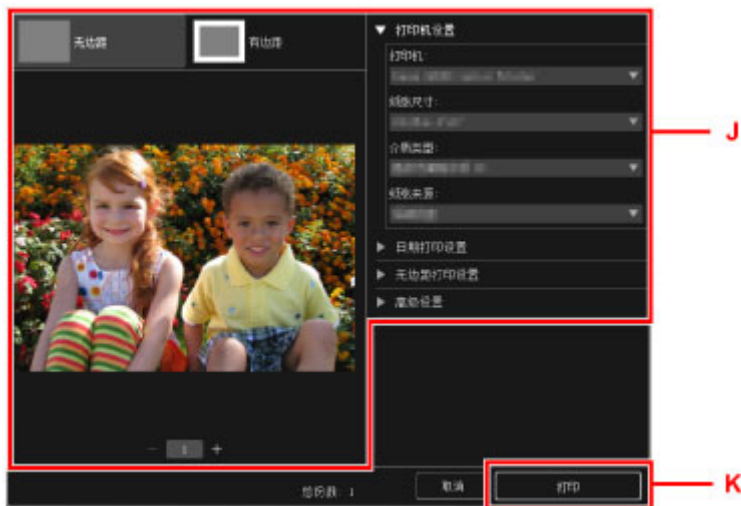 无边距
有边距
▼ 打印机设置
打印机:
纸张尺寸:
介质类型:
纸张来源:
▶ 日期打印设置
▶ 无边距打印设置
▶ 高级设置
J
− 1 +
总份数: 1
取消
打印
K